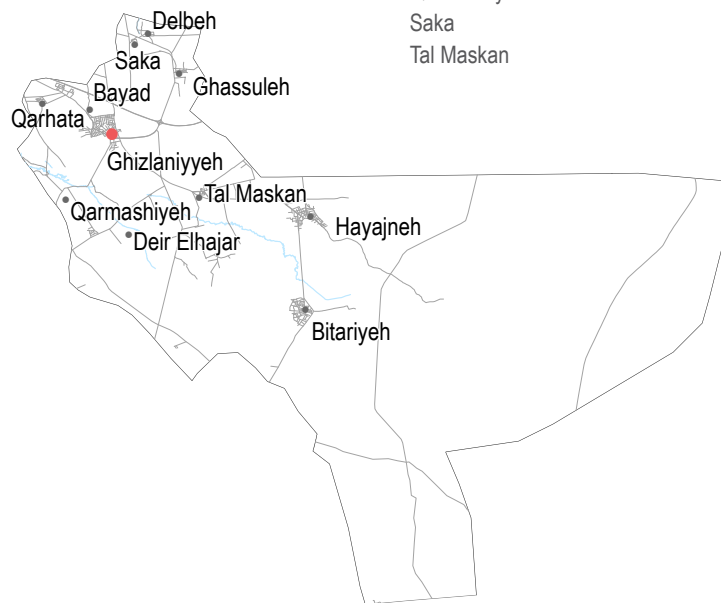 Saka
Tal Maskan
Delbeh
Saka
Ghassuleh
Bayad
Qarhata
Ghizlaniyyeh
Tal Maskan
Qarmashiyeh
Hayajneh
Deir Elhajar
Bitariyeh